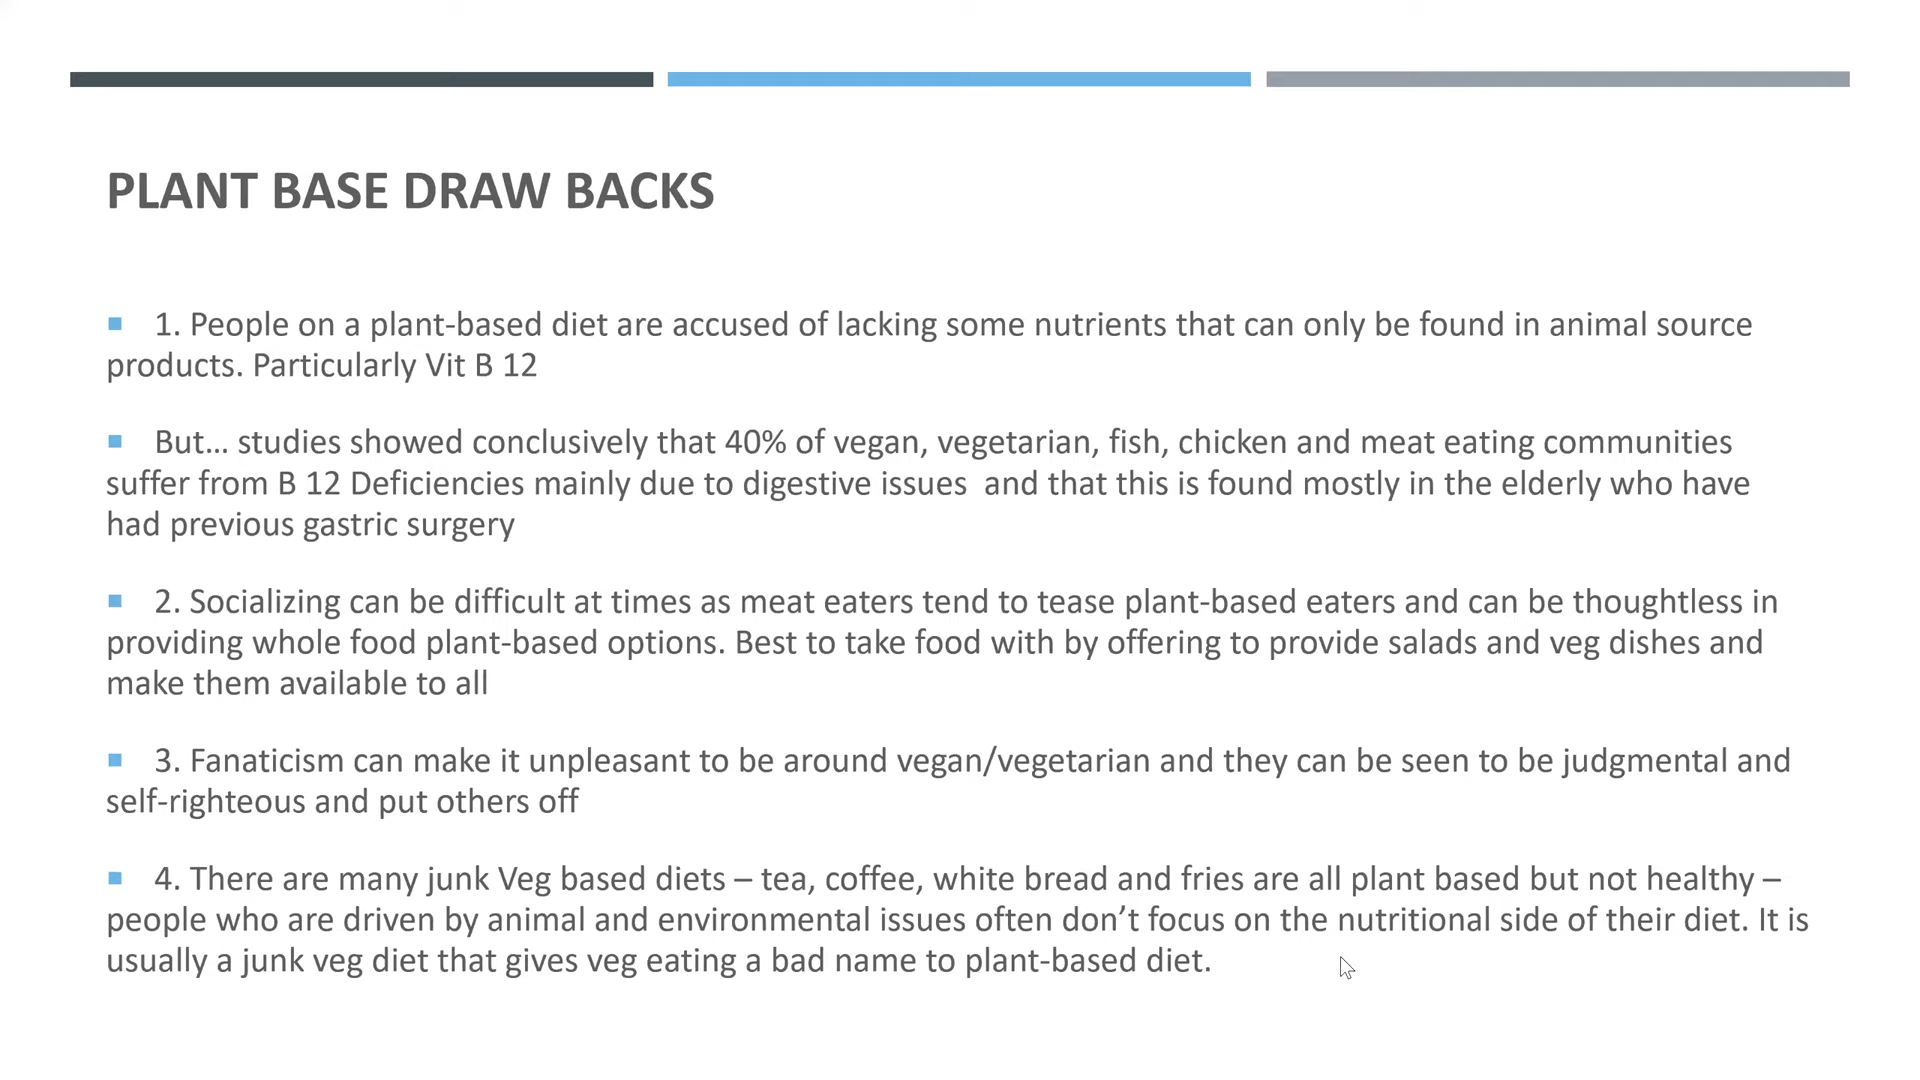 PLANT BASE DRAW BACKS
1. People on a plant-based diet are accused of lacking some nutrients that can only be found in animal source
products. Particularly Vit B 12
But... studies showed conclusively that 40% of vegan, vegetarian, fish, chicken and meat eating communities
suffer from B 12 Deficiencies mainly due to digestive issues  and that this is found mostly in the elderly who have
had previous gastric surgery
2. Socializing can be difficult at times as meat eaters tend to tease plant-based eaters and can be thoughtless in
providing whole food plant-based options. Best to take food with by offering to provide salads and veg dishes and
make them available to all
3. Fanaticism can make it unpleasant to be around vegan/vegetarian and they can be seen to be judgmental and
self-righteous and put others off
4. There are many junk Veg based diets – tea, coffee, white bread and fries are all plant based but not healthy –
people who are driven by animal and environmental issues often don’t focus on the nutritional side of their diet. It is
usually a junk veg diet that gives veg eating a bad name to plant-based diet.